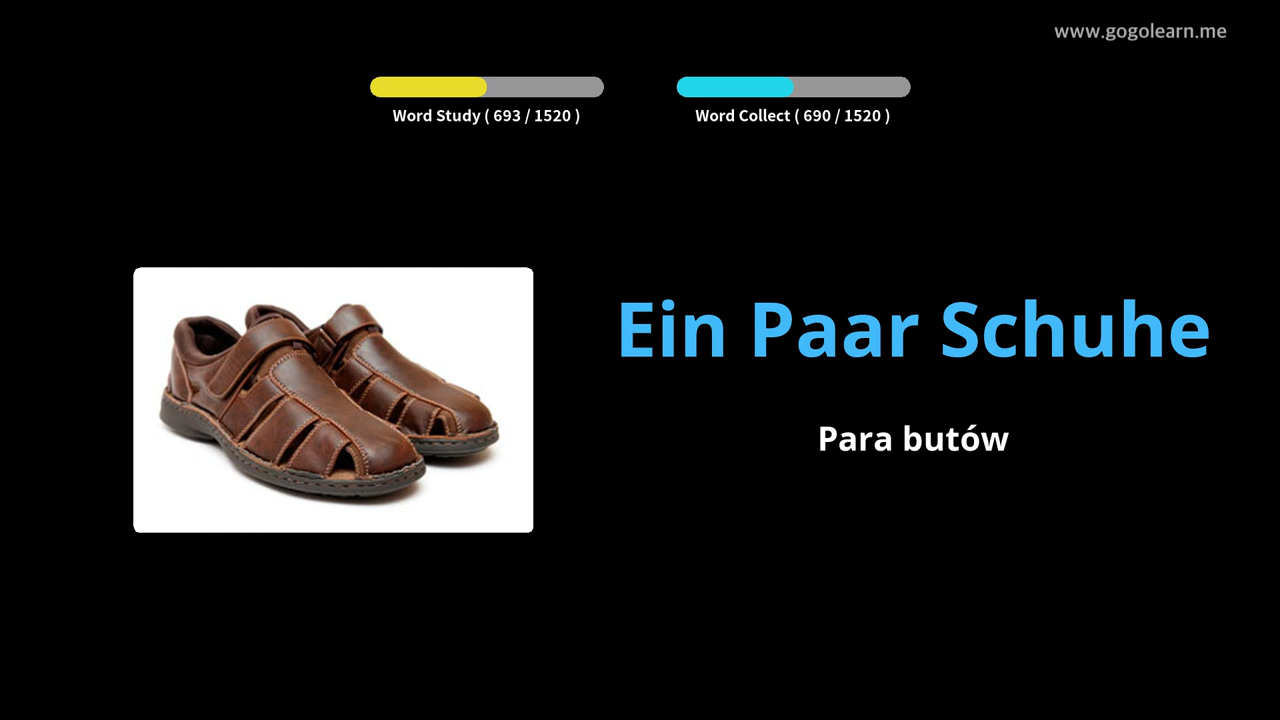 www.gogolearn.me
Word Study ( 693 / 1520 )
Word Collect ( 690 / 1520 )
Ein Paar Schuhe
Para butów